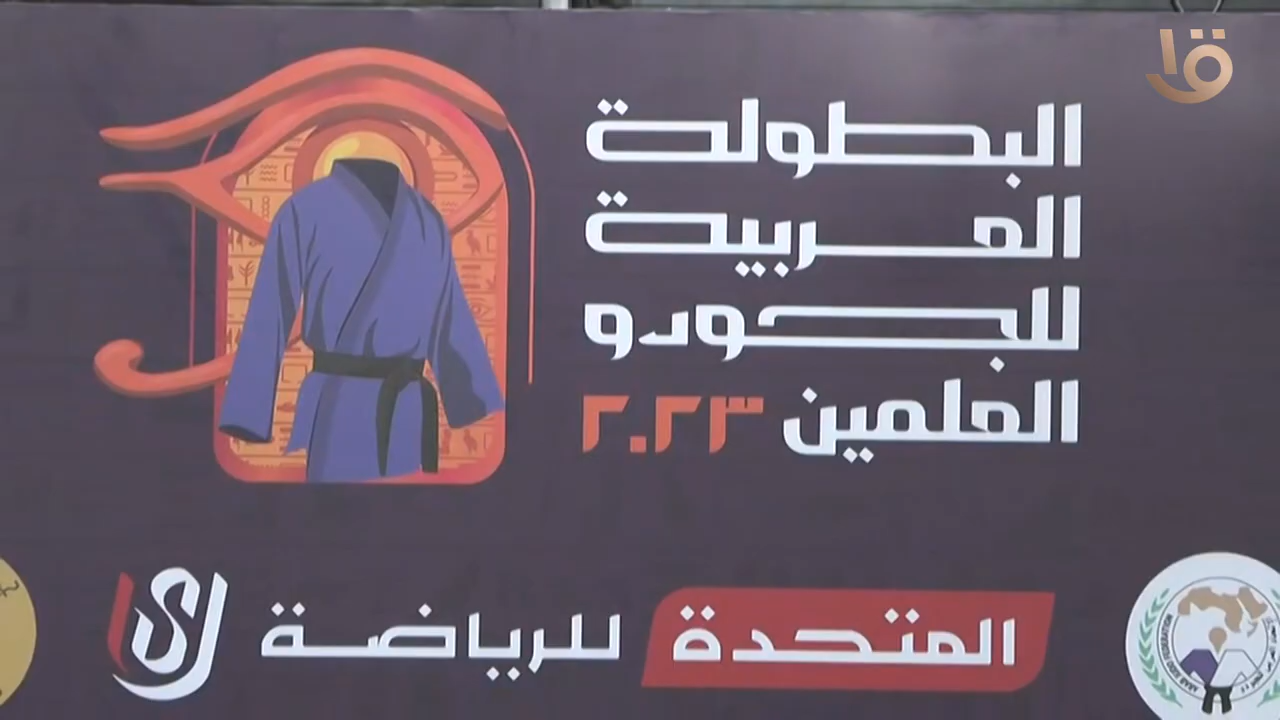 البطولة
العربية
للجودو
العلمين ٢٠٢٣
المتحدة للرياضة